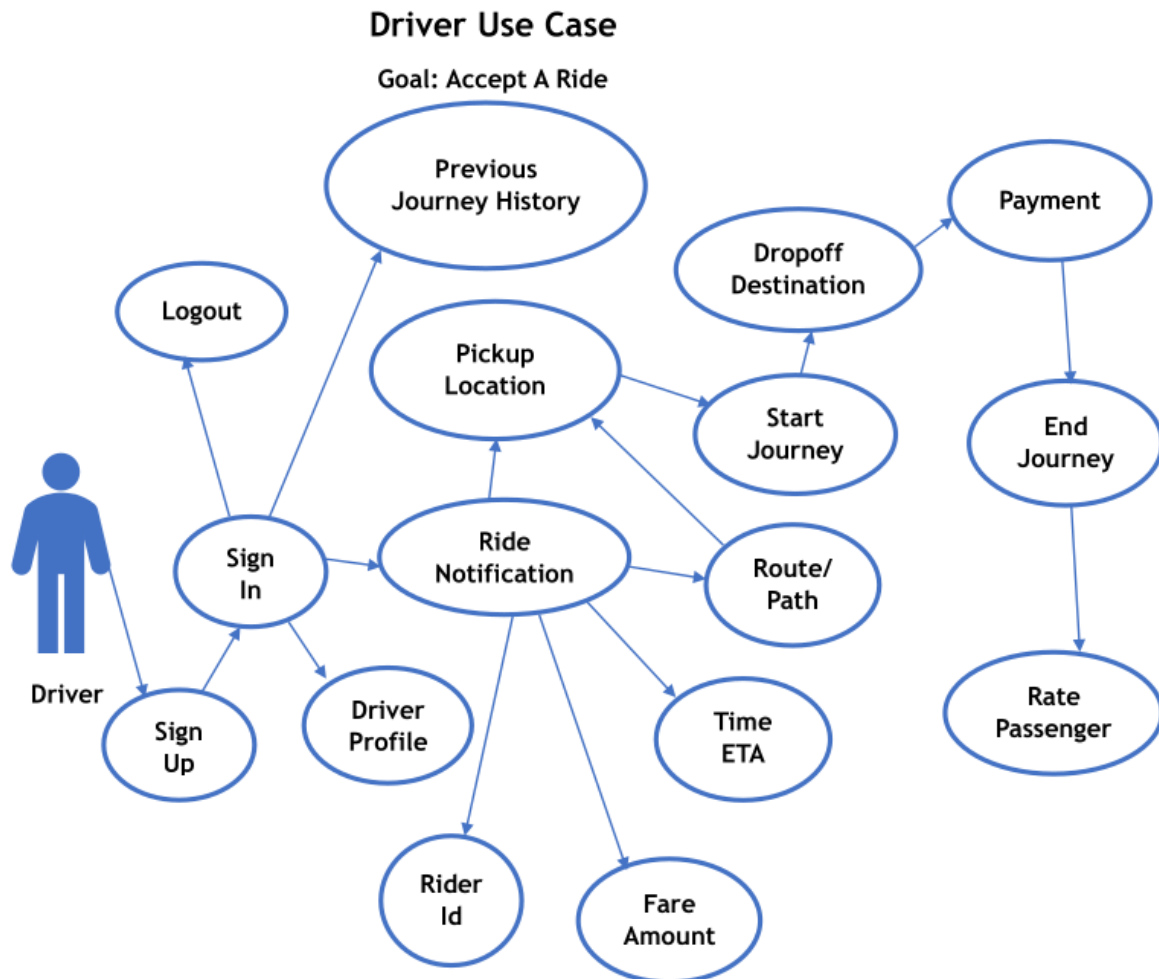 Driver Use Case
Goal: Accept A Ride
Previous
Journey History
Payment
Dropoff
Destination
Logout
Pickup
Location
Start
Journey
End
Journey
Sign
In
Ride
Notification
Route/
Path
Driver
Sign
Up
Driver
Profile
Time
ETA
Rate
Passenger
Rider
Id
Fare
Amount